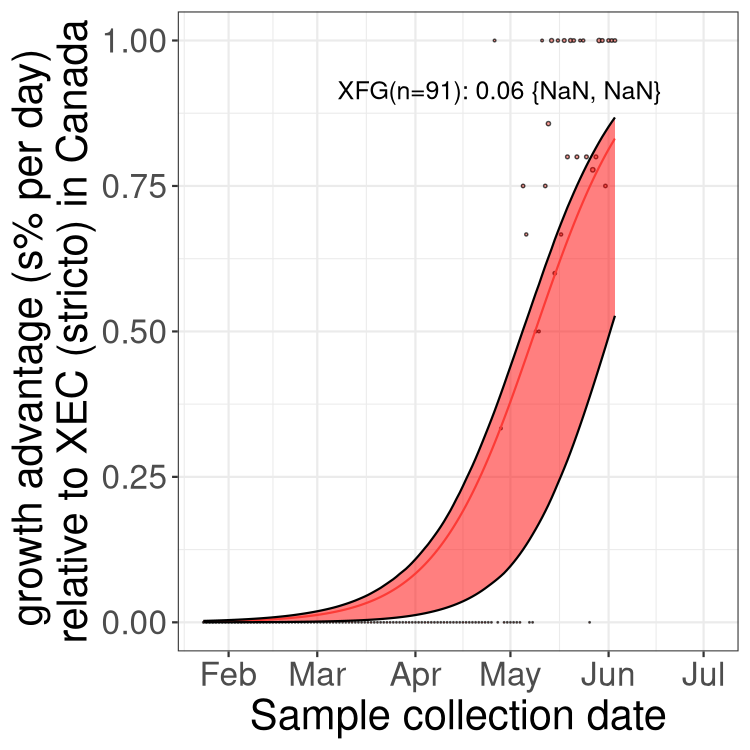 growth advantage (s% per day)
relative to XEC (stricto) in Canada
1.00
0.75
0.50
0.25
0.00
XFG(n=91): 0.06 {NaN, NaN}
Feb Mar Apr May Jun Jul
Sample collection date